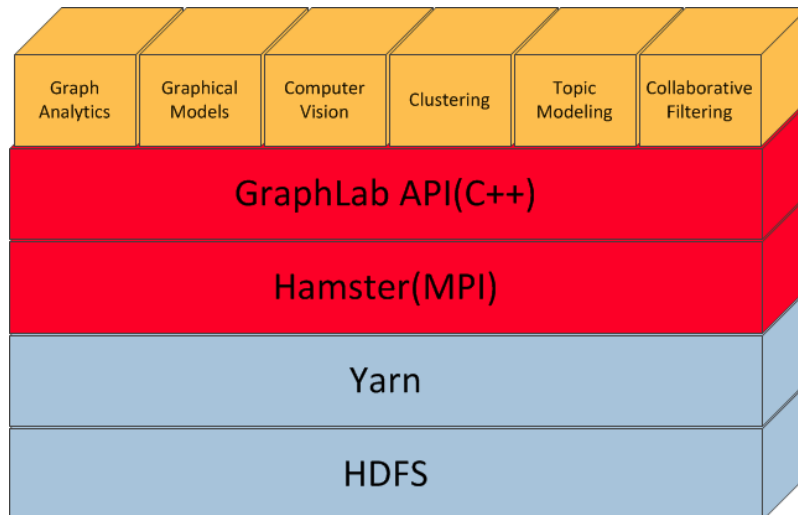 Graph
Analytics
Graphical
Models
Computer
Vision
Clustering
Topic
Modeling
Collaborative
Filtering
GraphLab API(C++)
Hamster(MPI)
Yarn
HDFS